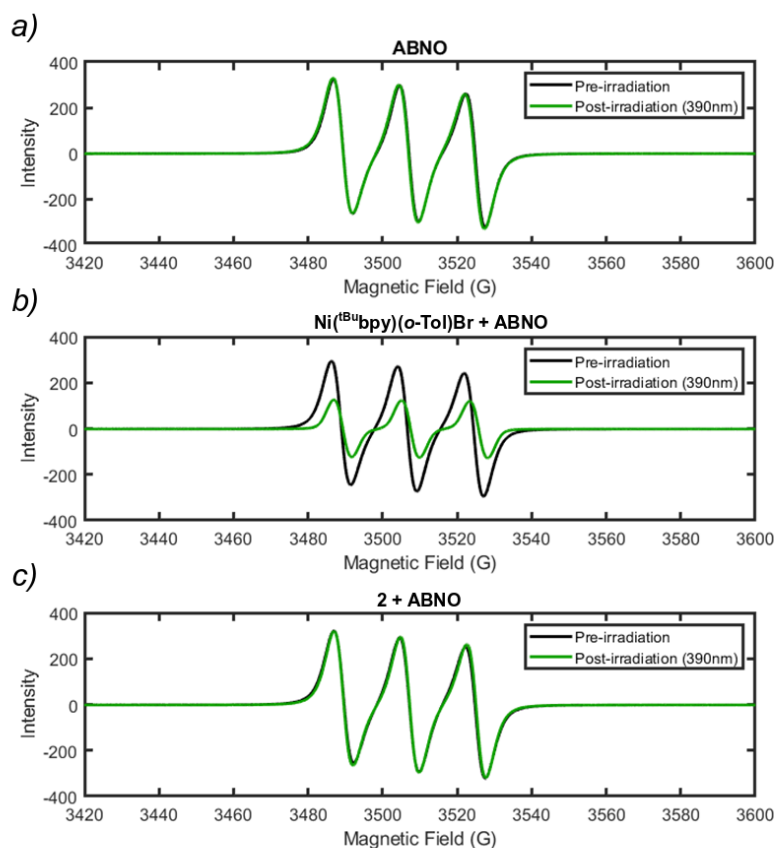 a)
ABNO
400
200
0
-200
-400
Intensity
Pre-irradiation
Post-irradiation (390nm)
3420 3440 3460 3480 3500 3520 3540 3560 3580 3600
Magnetic Field (G)
b)
Ni(tBubpy)(o-Tol)Br + ABNO
400
200
0
-200
-400
Intensity
Pre-irradiation
Post-irradiation (390nm)
3420 3440 3460 3480 3500 3520 3540 3560 3580 3600
Magnetic Field (G)
c)
2 + ABNO
400
200
0
-200
-400
Intensity
Pre-irradiation
Post-irradiation (390nm)
3420 3440 3460 3480 3500 3520 3540 3560 3580 3600
Magnetic Field (G)